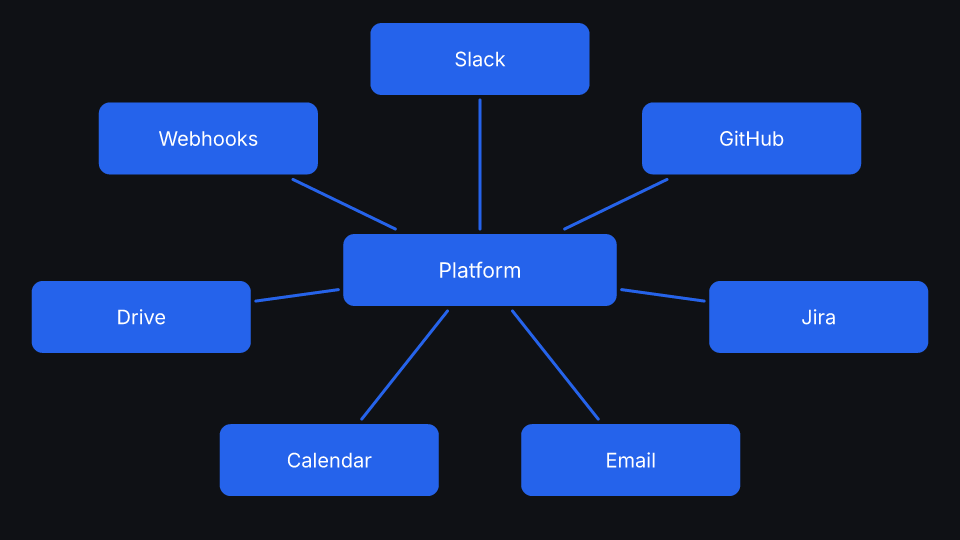 Slack
Webhooks
GitHub
Platform
Drive
Jira
Calendar
Email